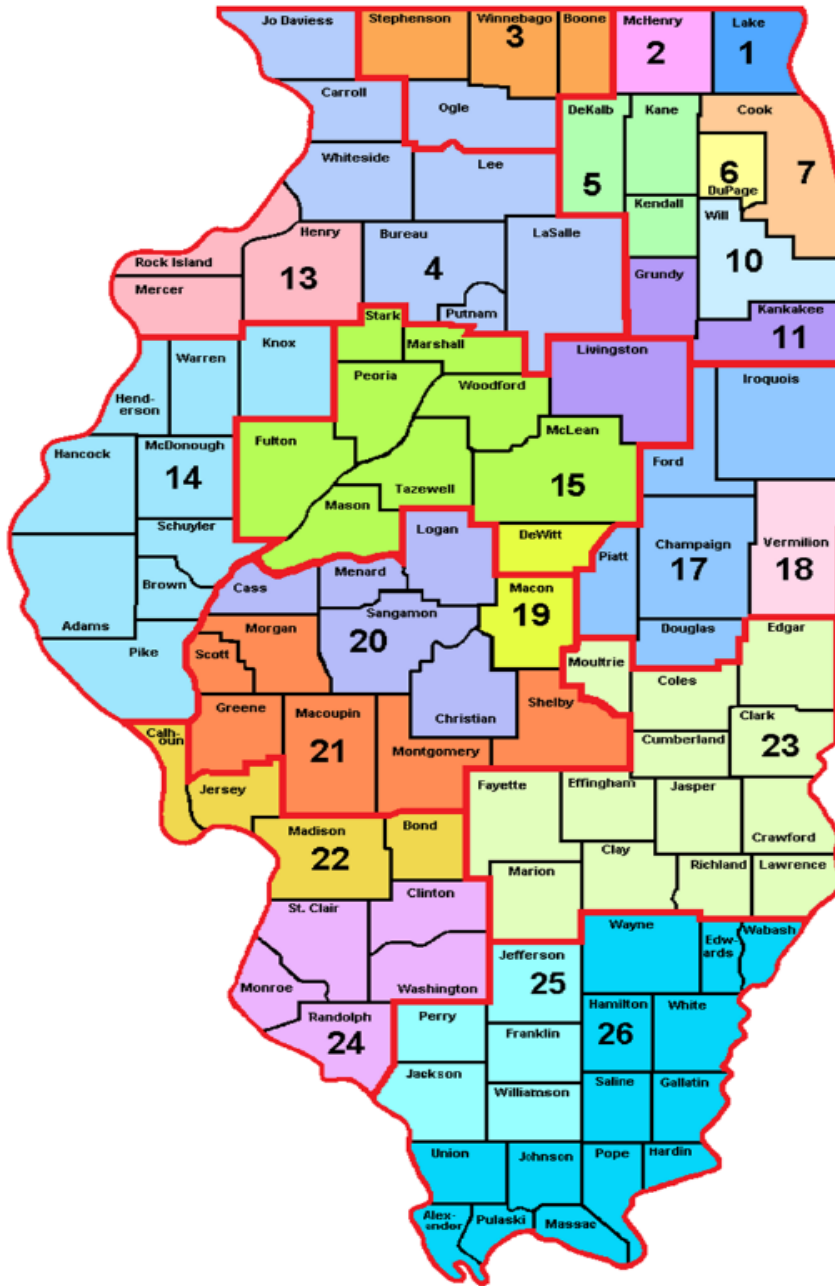 Jo Daviess
Stephenson
Winnebago
Boone
McHenry
Lake
3
2
1
Carroll
Ogle
DeKalb
Kane
Cook
Whiteside
Lee
5
6
7
DuPage
Kendall
Will
Henry
Bureau
LaSalle
Rock Island
4
10
Mercer
13
Grundy
Putnam
Kankakee
11
Stark
Marshall
Knox
Warren
Livingston
Peoria
Iroquois
Woodford
Hend-
erson
McLean
Fulton
McDonough
Hancock
Ford
14
15
Tazewell
Mason
Schuyler
Logan
DeWitt
Champaign
Vermilion
Piatt
17
18
Menard
Brown
Cass
Macon
Sangamon
19
Adams
Morgan
20
Douglas
Edgar
Pike
Scott
Moultrie
Coles
Greene
Macoupin
Shelby
Christian
Clark
Calh-
oun
21
Cumberland
23
Montgomery
Jersey
Fayette
Effingham
Jasper
Madison
Bond
Crawford
22
Clay
Richland
Lawrence
Marion
Clinton
St. Clair
Wayne
Wabash
Edw-
ards
Jefferson
25
Monroe
Washington
Hamilton
White
Randolph
Perry
24
Franklin
26
Jackson
Saline
Gallatin
Williamson
Union
Johnson
Pope
Hardin
Alex-
ander
Pulaski
Massac